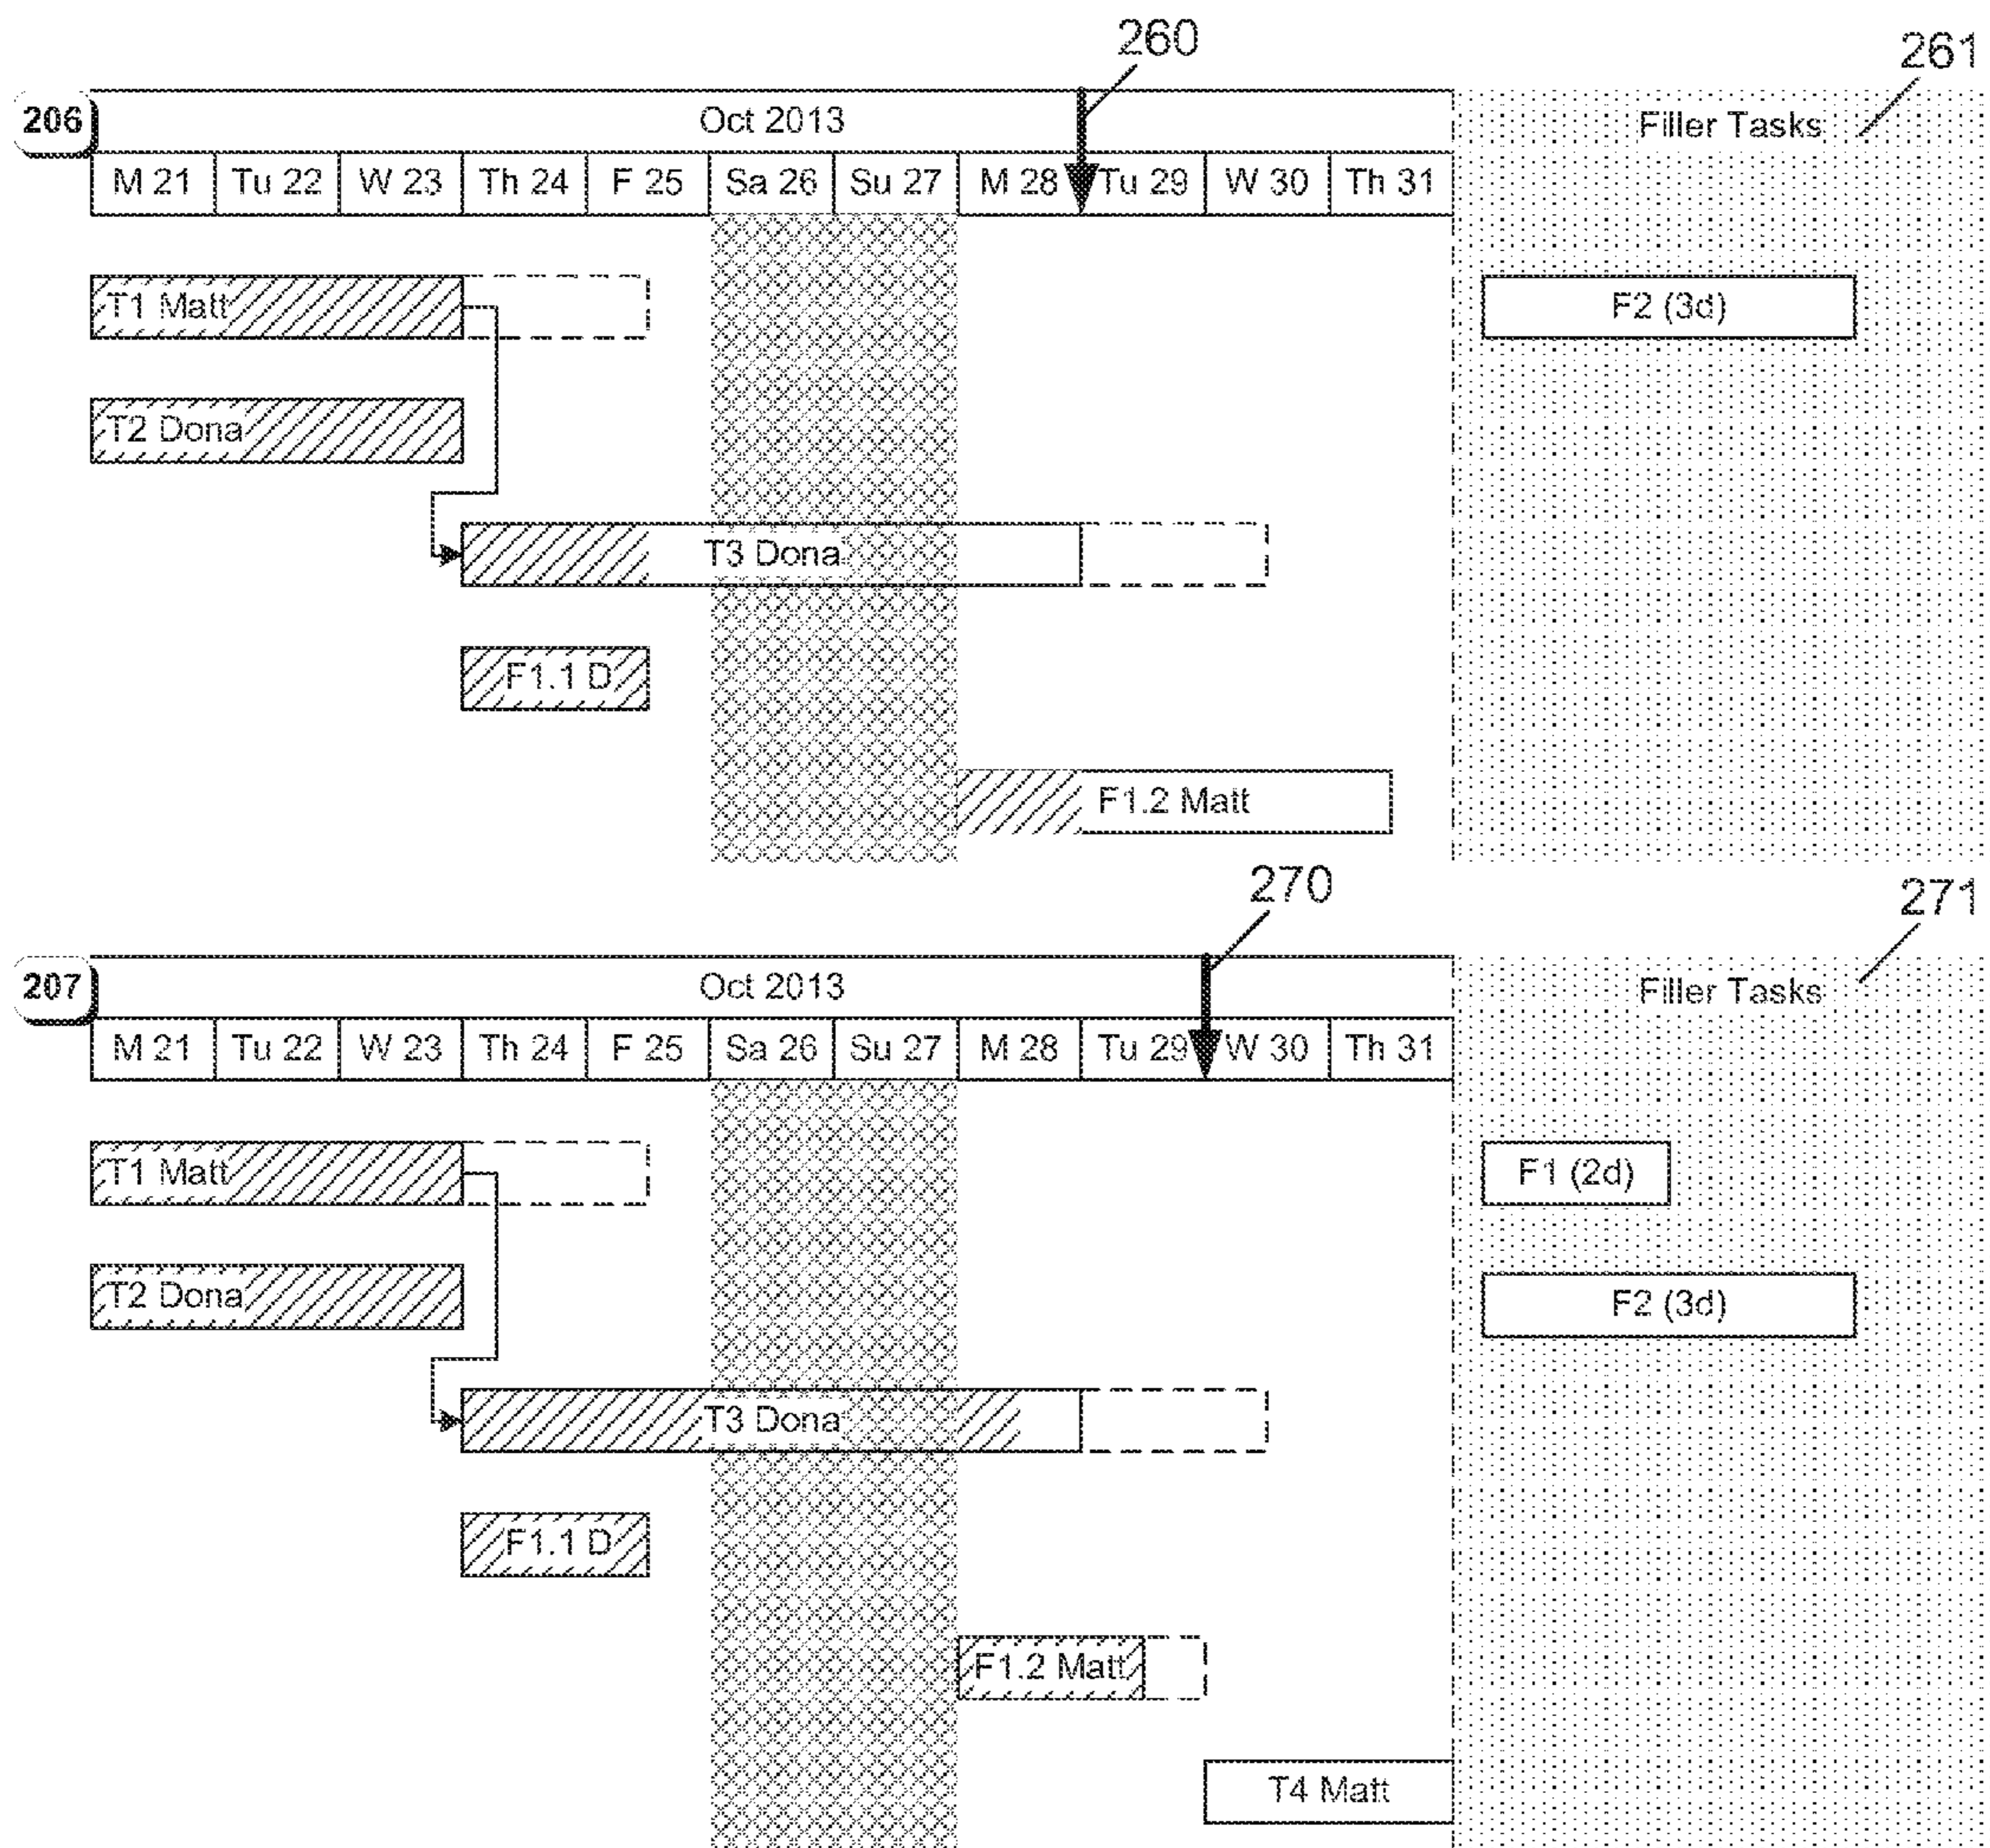 260
261
206
Oct 2013
Filler Tasks
M 21 Tu 22 W 23 Th 24 F 25 Sa 26 Su 27 M 28 Tu 29 W 30 Th 31
T1 Matt
F2 (3d)
T2 Dona
T3 Dona
F1.1 D
F1.2 Matt
270
271
207
Oct 2013
Filler Tasks
M 21 Tu 22 W 23 Th 24 F 25 Sa 26 Su 27 M 28 Tu 29 W 30 Th 31
T1 Matt
F1 (2d)
T2 Dona
F2 (3d)
T3 Dona
F1.1 D
F1.2 Matt
T4 Matt